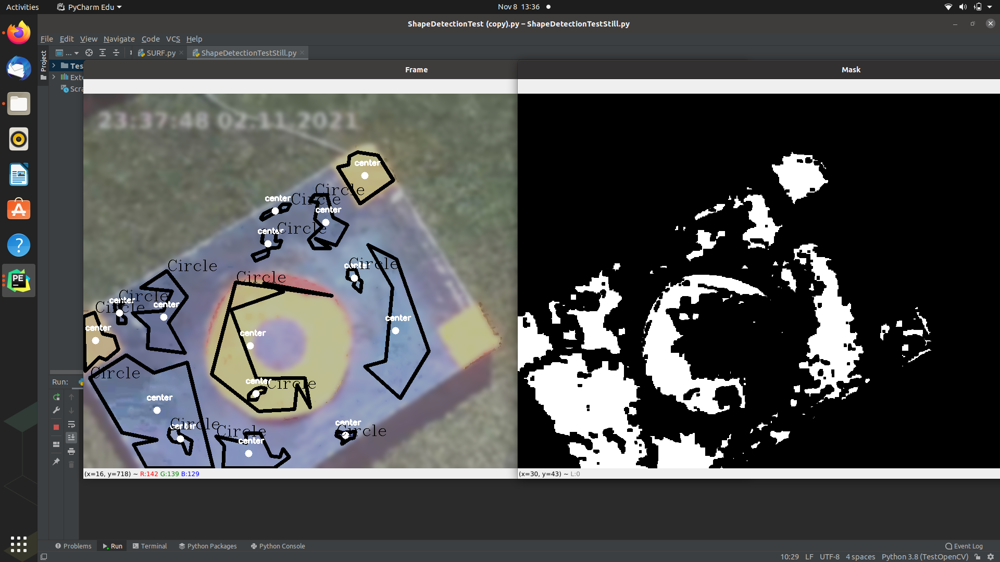 Activities
PyCharm Edu
Nov 8 13:36
ShapeDetectionTest (copy).py – ShapeDetectionTestStill.py
File Edit View Navigate Code VCS Help
Project
...
SURF.py
ShapeDetectionTestStill.py
Tes
Exte
Scra
Frame
Mask
23:37:48 02.11.2021
center
Circle
center
Circle
center
center
Circle
Circle
center
Circle
Circle
center
Circle
center
Circle
center
center
center
center
Circle
center
Circle
center
Circle
center
Circle
center
Circle
center
Run:
(x=16, y=718) ~ R:142 G:139 B:129
(x=30, y=43) ~ L:0
Problems
Run
Terminal
Python Packages
Python Console
Event Log
10:29 LF UTF-8 4 spaces Python 3.8 (TestOpenCV)